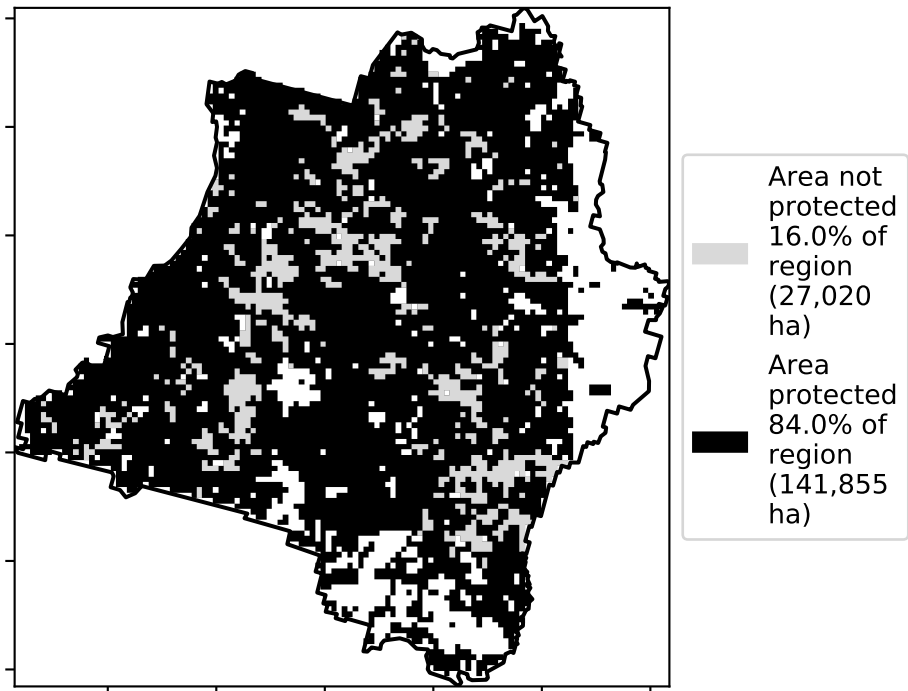 Area not
protected
16.0% of
region
(27,020
ha)
Area
protected
84.0% of
region
(141,855
ha)